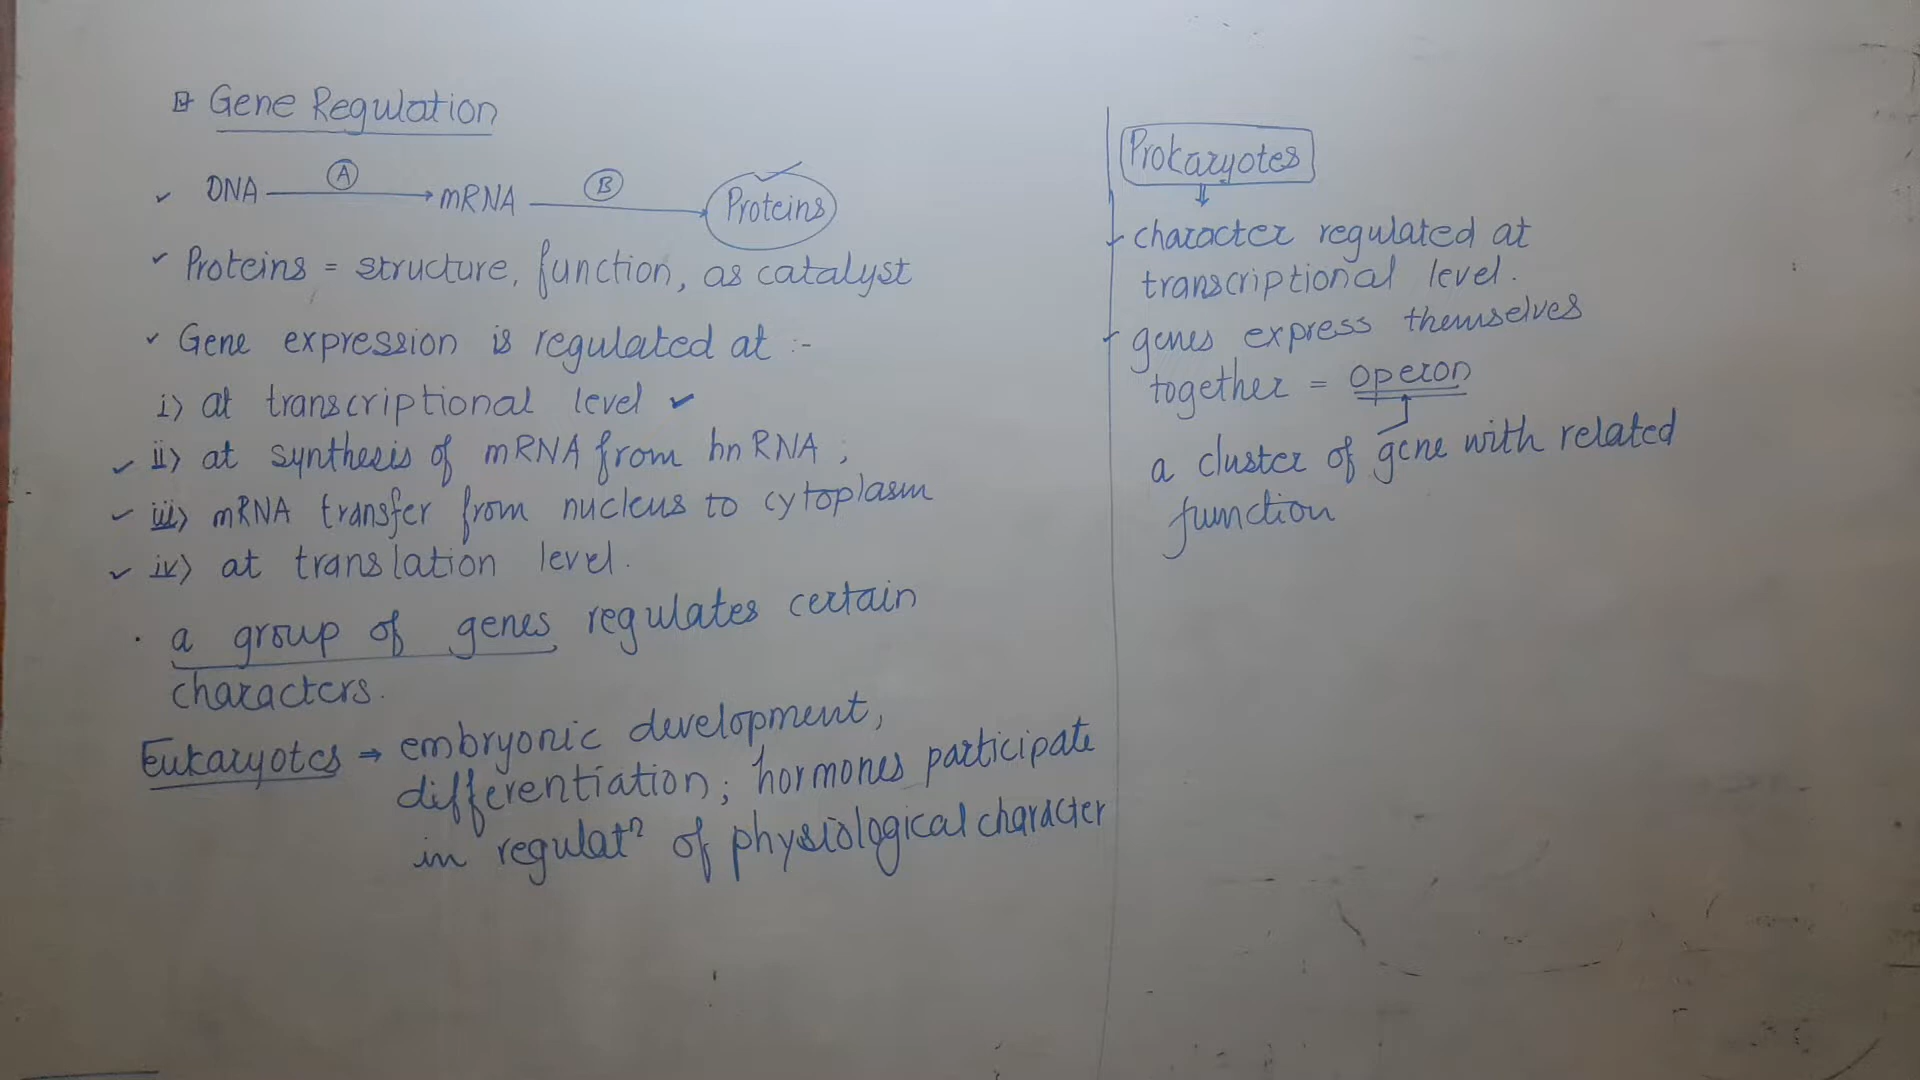 Gene Regulation
DNA → mRNA → Proteins
A
B
Proteins = structure, function, as catalyst
Gene expression is regulated at :-
i) at transcriptional level
ii) at synthesis of mRNA from hnRNA ;
iii) mRNA transfer from nucleus to cytoplasm
iv) at translation level.
. a group of genes regulates certain
characters.
Eukaryotes → embryonic development,
differentiation; hormones participate
in regulatⁿ of physiological character
Prokaryotes
character regulated at
transcriptional level.
genes express themselves
together = operon
a cluster of gene with related
function